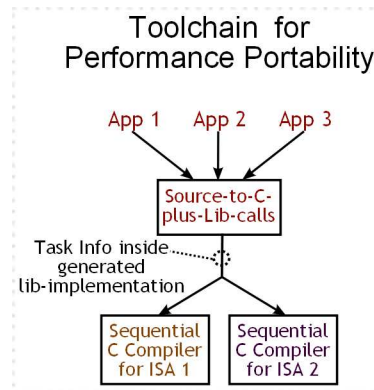 Toolchain for
Performance Portability
App 1 App 2 App 3
Source-to-C-
plus-Lib-calls
Task Info inside
generated
lib-implementation
Sequential
C Compiler
for ISA 1
Sequential
C Compiler
for ISA 2